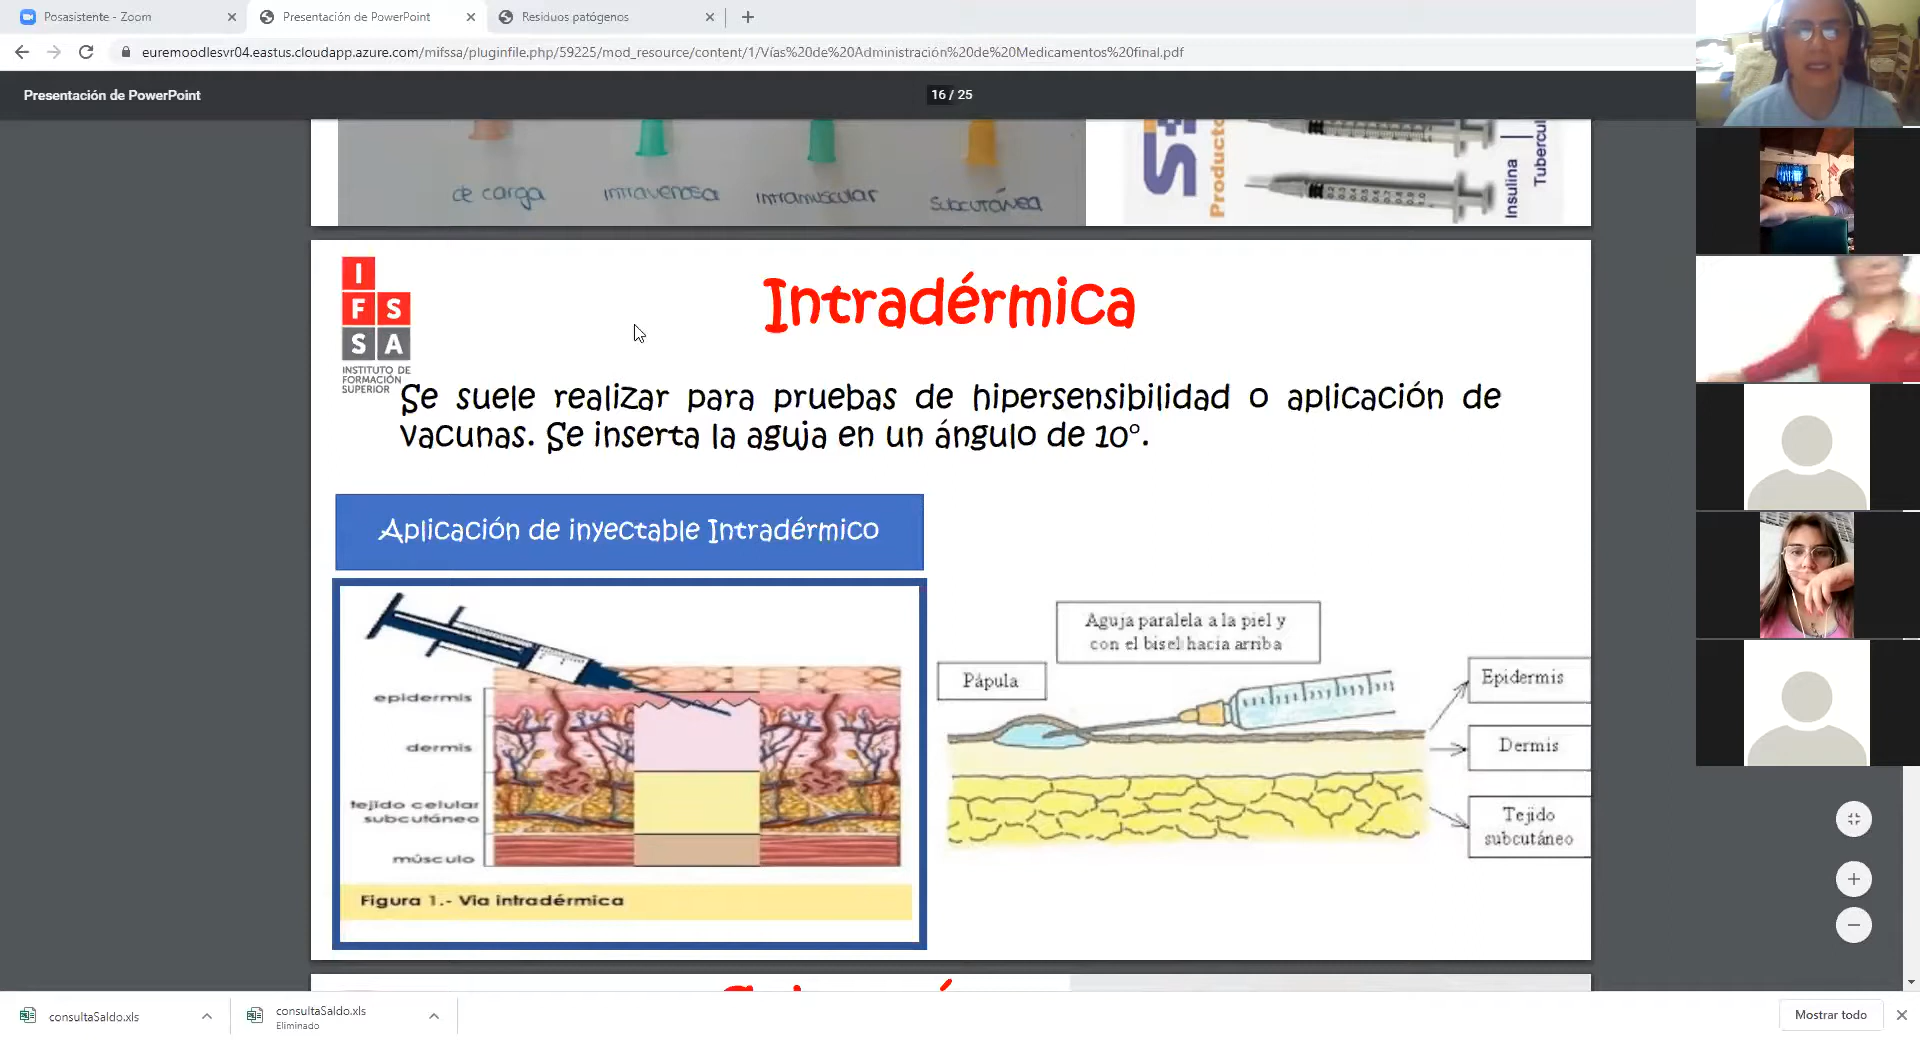 Posasistente - Zoom
Presentación de PowerPoint
Residuos patógenos
euremoodlesvr04.eastus.cloudapp.azure.com/mifssa/pluginfile.php/59225/mod_resource/content/1/Vías%20de%20Administración%20de%20Medicamentos%20final.pdf
Presentación de PowerPoint
16 / 25
de carga
intravenosa
intramuscular
subcutánea
Producto
Insulina
Tubercul
I
F S
S A
INSTITUTO DE
FORMACIÓN
SUPERIOR
Intradérmica
Se suele realizar para pruebas de hipersensibilidad o aplicación de
vacunas. Se inserta la aguja en un ángulo de 10°.
Aplicación de inyectable Intradérmico
epidermis
dermis
tejido celular
subcutáneo
músculo
Figura 1.- Via intradérmica
Aguja paralela a la piel y
con el bisel hacia arriba
Pápula
Epidermis
Dermis
Tejido
subcutáneo
consultaSaldo.xls
consultaSaldo.xls
Eliminado
Mostrar todo